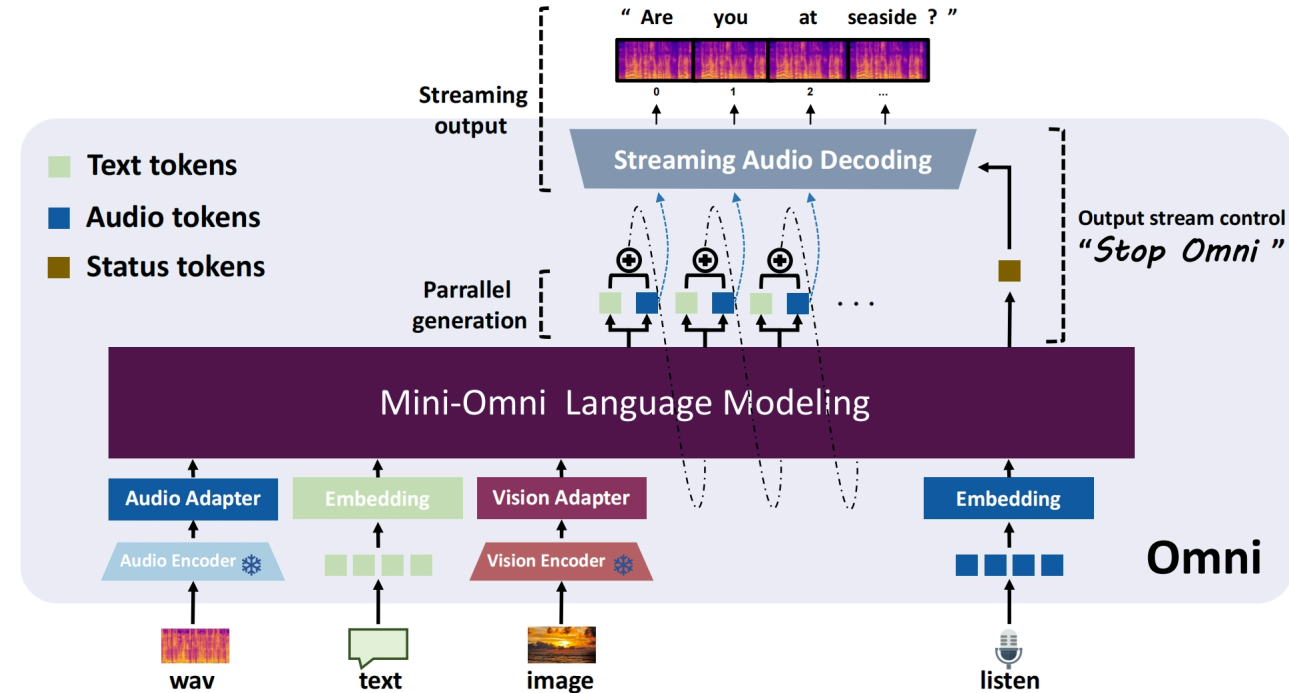 “ Are you at seaside ? ”
0 1 2 ...
Streaming
output
Streaming Audio Decoding
Text tokens
Audio tokens
Status tokens
Output stream control
“Stop Omni ”
Parrallel
generation
. . .
Mini-Omni Language Modeling
Audio Adapter
Embedding
Vision Adapter
Embedding
Audio Encoder
Vision Encoder
Omni
wav
text
image
listen